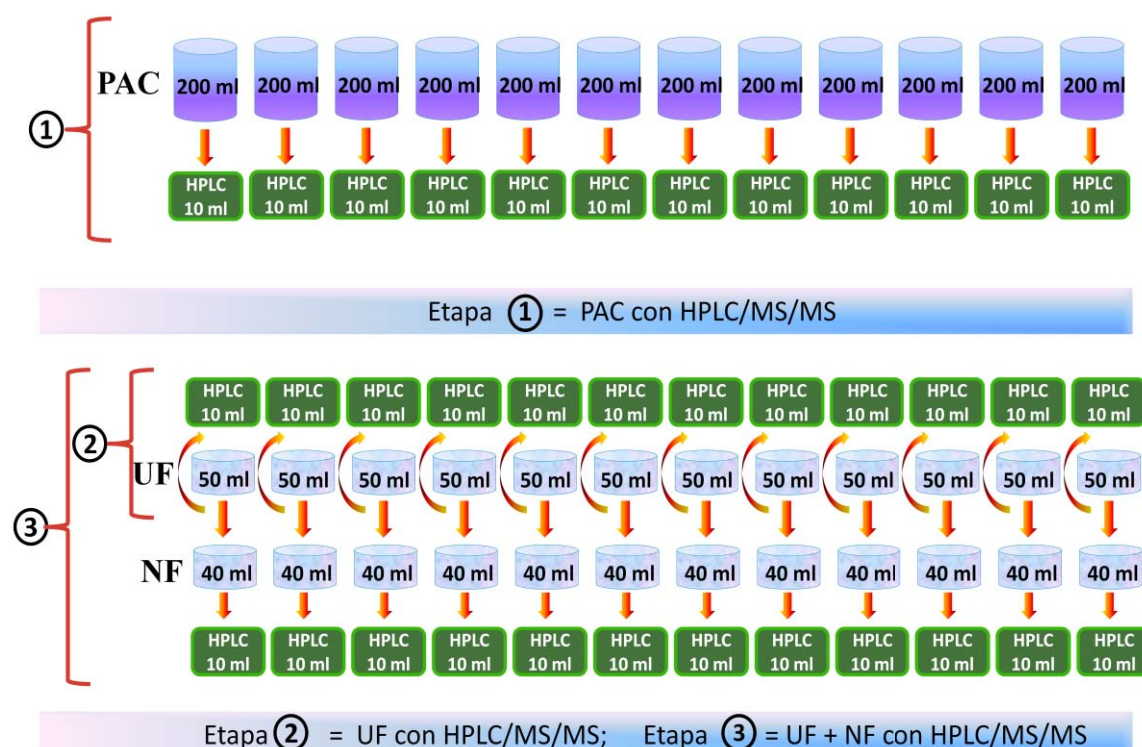 PAC
200 ml 200 ml 200 ml 200 ml 200 ml 200 ml 200 ml 200 ml 200 ml 200 ml 200 ml 200 ml
1
HPLC HPLC HPLC HPLC HPLC HPLC HPLC HPLC HPLC HPLC HPLC HPLC
10 ml 10 ml 10 ml 10 ml 10 ml 10 ml 10 ml 10 ml 10 ml 10 ml 10 ml 10 ml
Etapa 1 = PAC con HPLC/MS/MS
HPLC HPLC HPLC HPLC HPLC HPLC HPLC HPLC HPLC HPLC HPLC HPLC
10 ml 10 ml 10 ml 10 ml 10 ml 10 ml 10 ml 10 ml 10 ml 10 ml 10 ml 10 ml
2
UF 50 ml 50 ml 50 ml 50 ml 50 ml 50 ml 50 ml 50 ml 50 ml 50 ml 50 ml 50 ml
3
NF 40 ml 40 ml 40 ml 40 ml 40 ml 40 ml 40 ml 40 ml 40 ml 40 ml 40 ml 40 ml
HPLC HPLC HPLC HPLC HPLC HPLC HPLC HPLC HPLC HPLC HPLC HPLC
10 ml 10 ml 10 ml 10 ml 10 ml 10 ml 10 ml 10 ml 10 ml 10 ml 10 ml 10 ml
Etapa 2 = UF con HPLC/MS/MS; Etapa 3 = UF + NF con HPLC/MS/MS